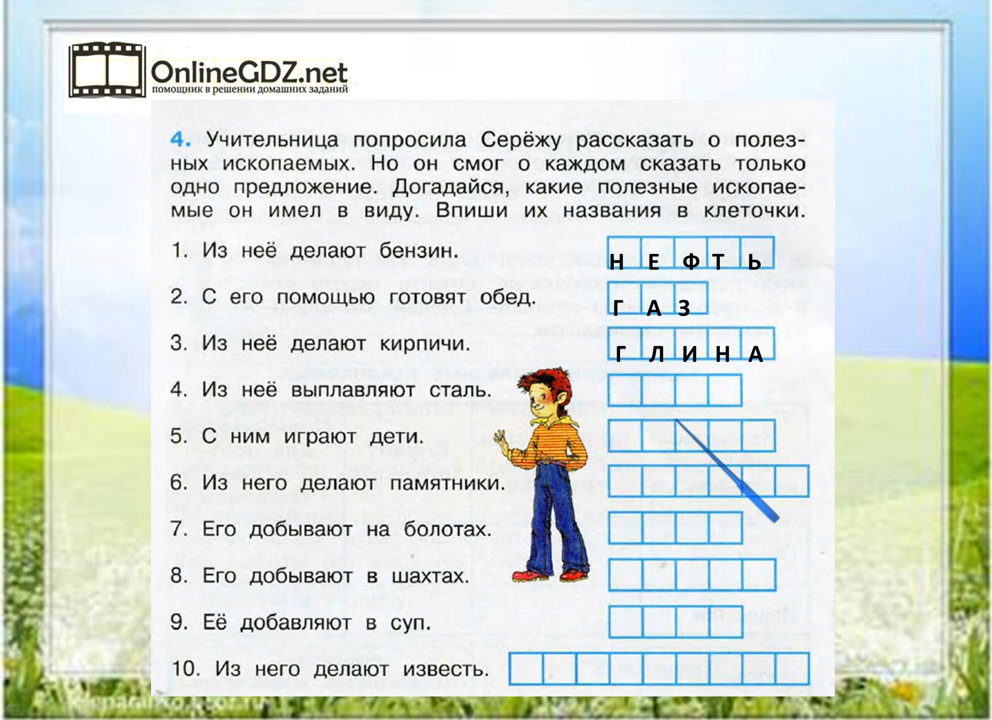 OnlineGDZ.net
помощник в решении домашних заданий
4. Учительница попросила Серёжу рассказать о полез-
ных ископаемых. Но он смог о каждом сказать только
одно предложение. Догадайся, какие полезные ископае-
мые он имел в виду. Впиши их названия в клеточки.
1. Из неё делают бензин.
Н Е Ф Т Ь
2. С его помощью готовят обед.
Г А З
3. Из неё делают кирпичи.
Г Л И Н А
4. Из неё выплавляют сталь.
5. С ним играют дети.
6. Из него делают памятники.
7. Его добывают на болотах.
8. Его добывают в шахтах.
9. Её добавляют в суп.
10. Из него делают известь.